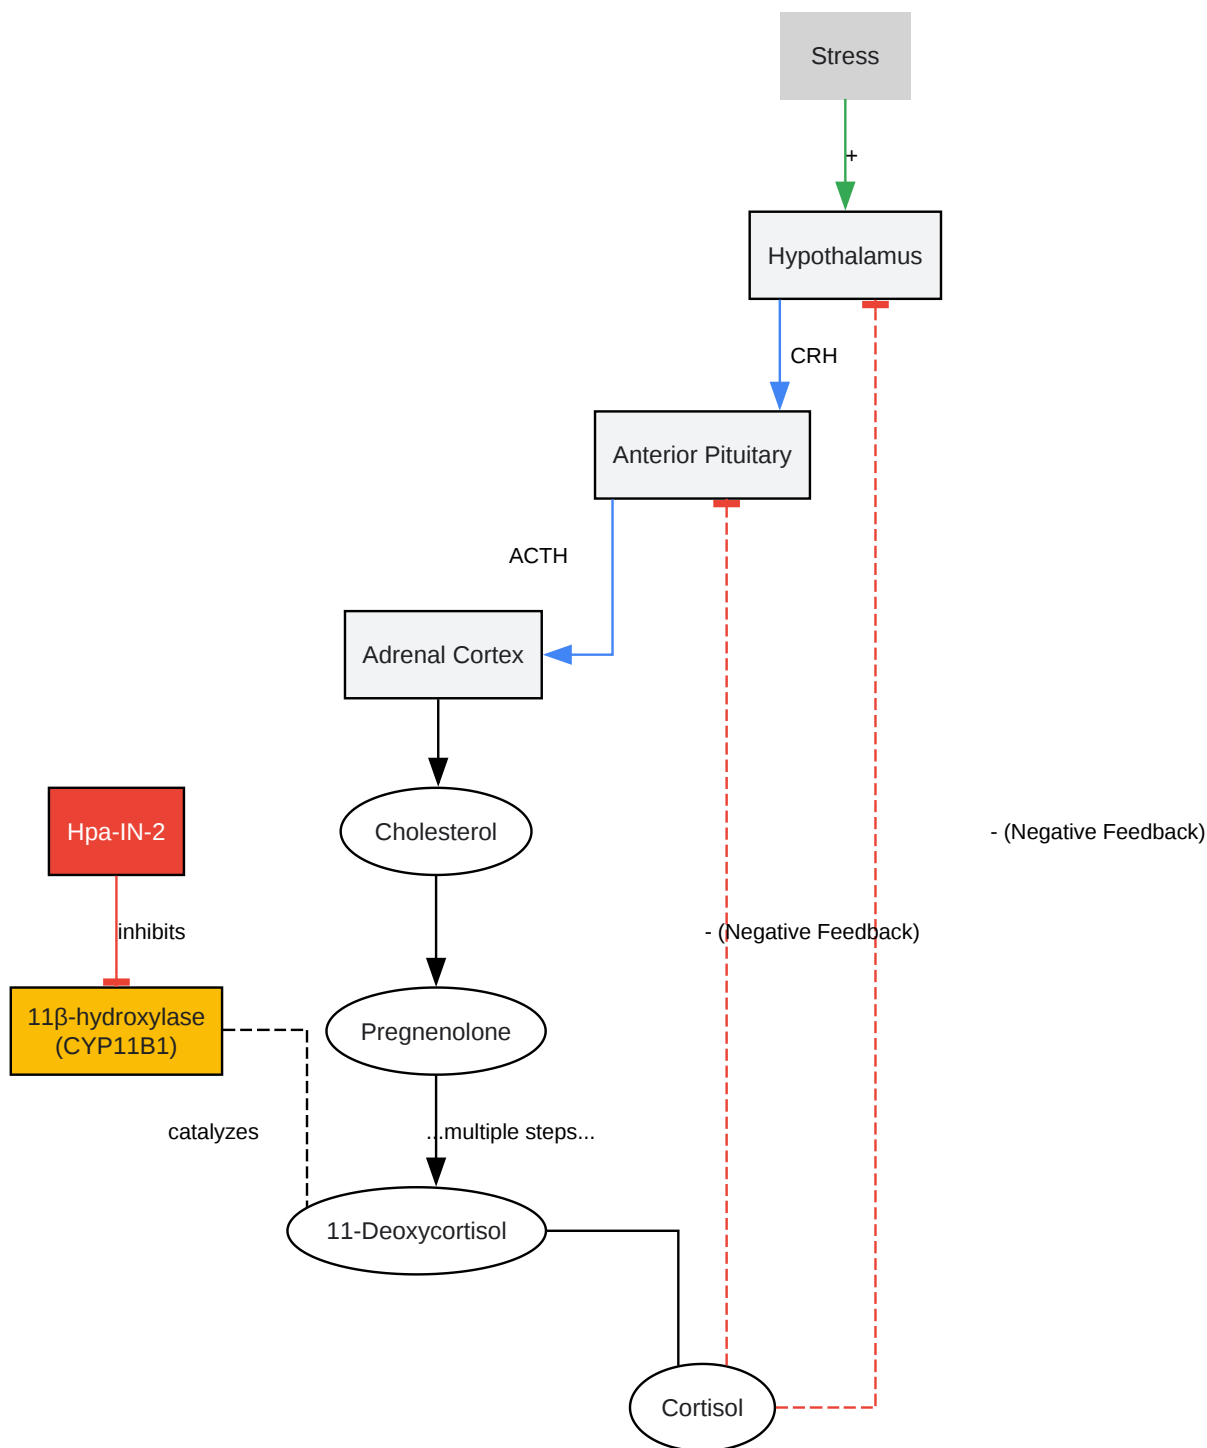 Stress
+
Hypothalamus
CRH
Anterior Pituitary
ACTH
Adrenal Cortex
Hpa-IN-2
Cholesterol
- (Negative Feedback)
inhibits
- (Negative Feedback)
11β-hydroxylase
(CYP11B1)
Pregnenolone
catalyzes
...multiple steps...
11-Deoxycortisol
Cortisol